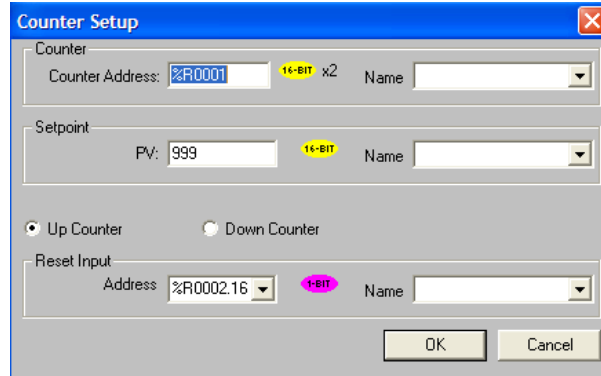 Counter Setup
Counter
Counter Address: %R0001 16-BIT x2 Name
Setpoint
PV: 999 16-BIT Name
Up Counter Down Counter
Reset Input
Address %R0002.16 1-BIT Name
OK Cancel